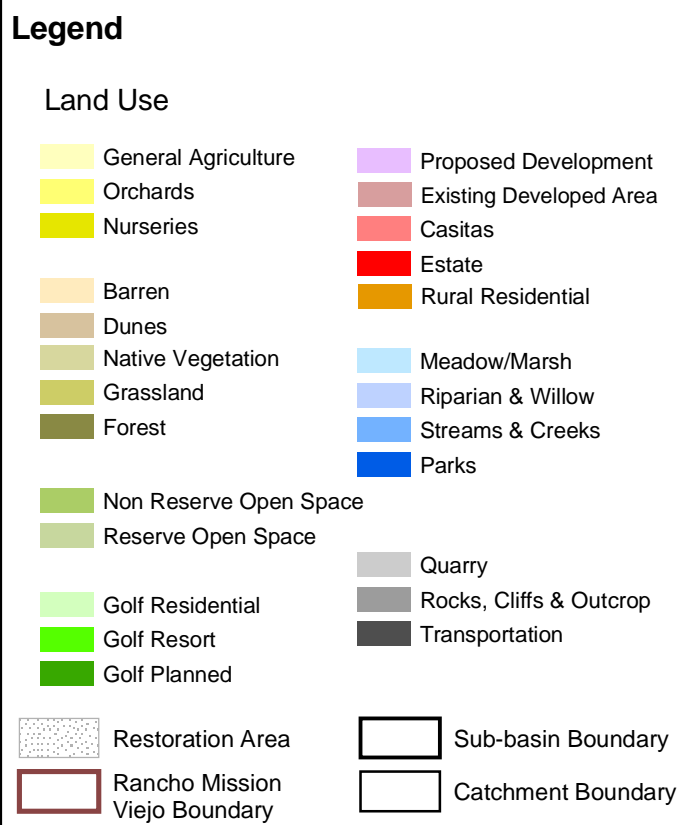 Legend
Land Use
General Agriculture
Orchards
Nurseries
Barren
Dunes
Native Vegetation
Grassland
Forest
Non Reserve Open Space
Reserve Open Space
Golf Residential
Golf Resort
Golf Planned
Proposed Development
Existing Developed Area
Casitas
Estate
Rural Residential
Meadow/Marsh
Riparian & Willow
Streams & Creeks
Parks
Quarry
Rocks, Cliffs & Outcrop
Transportation
Restoration Area
Rancho Mission
Viejo Boundary
Sub-basin Boundary
Catchment Boundary